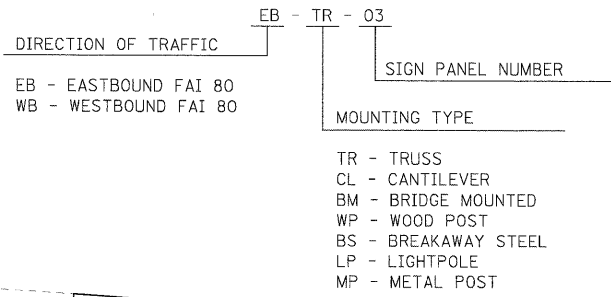 EB - TR - 03
DIRECTION OF TRAFFIC
EB - EASTBOUND FAI 80
WB - WESTBOUND FAI 80
SIGN PANEL NUMBER
MOUNTING TYPE
TR - TRUSS
CL - CANTILEVER
BM - BRIDGE MOUNTED
WP - WOOD POST
BS - BREAKAWAY STEEL
LP - LIGHTPOLE
MP - METAL POST